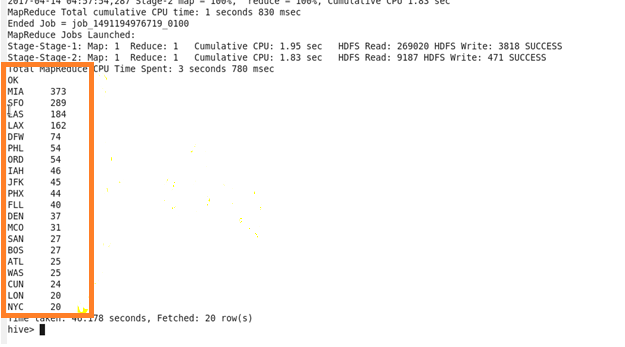 2017-04-14 04:57:54,287 Stage-2 map = 100%,  reduce = 100%, Cumulative CPU 1.83 sec
MapReduce Total cumulative CPU time: 1 seconds 830 msec
Ended Job = job_1491194976719_0100
MapReduce Jobs Launched:
Stage-Stage-1: Map: 1  Reduce: 1   Cumulative CPU: 1.95 sec   HDFS Read: 269020 HDFS Write: 3818 SUCCESS
Stage-Stage-2: Map: 1  Reduce: 1   Cumulative CPU: 1.83 sec   HDFS Read: 9187 HDFS Write: 471 SUCCESS
Total MapReduce CPU Time Spent: 3 seconds 780 msec
OK
MIA 373
SFO 289
LAS 184
LAX 162
DFW 74
PHL 54
ORD 54
IAH 46
JFK 45
PHX 44
FLL 40
DEN 37
MCO 31
SAN 27
BOS 27
ATL 25
WAS 25
CUN 24
LON 20
NYC 20
Time taken: 40.178 seconds, Fetched: 20 row(s)
hive>